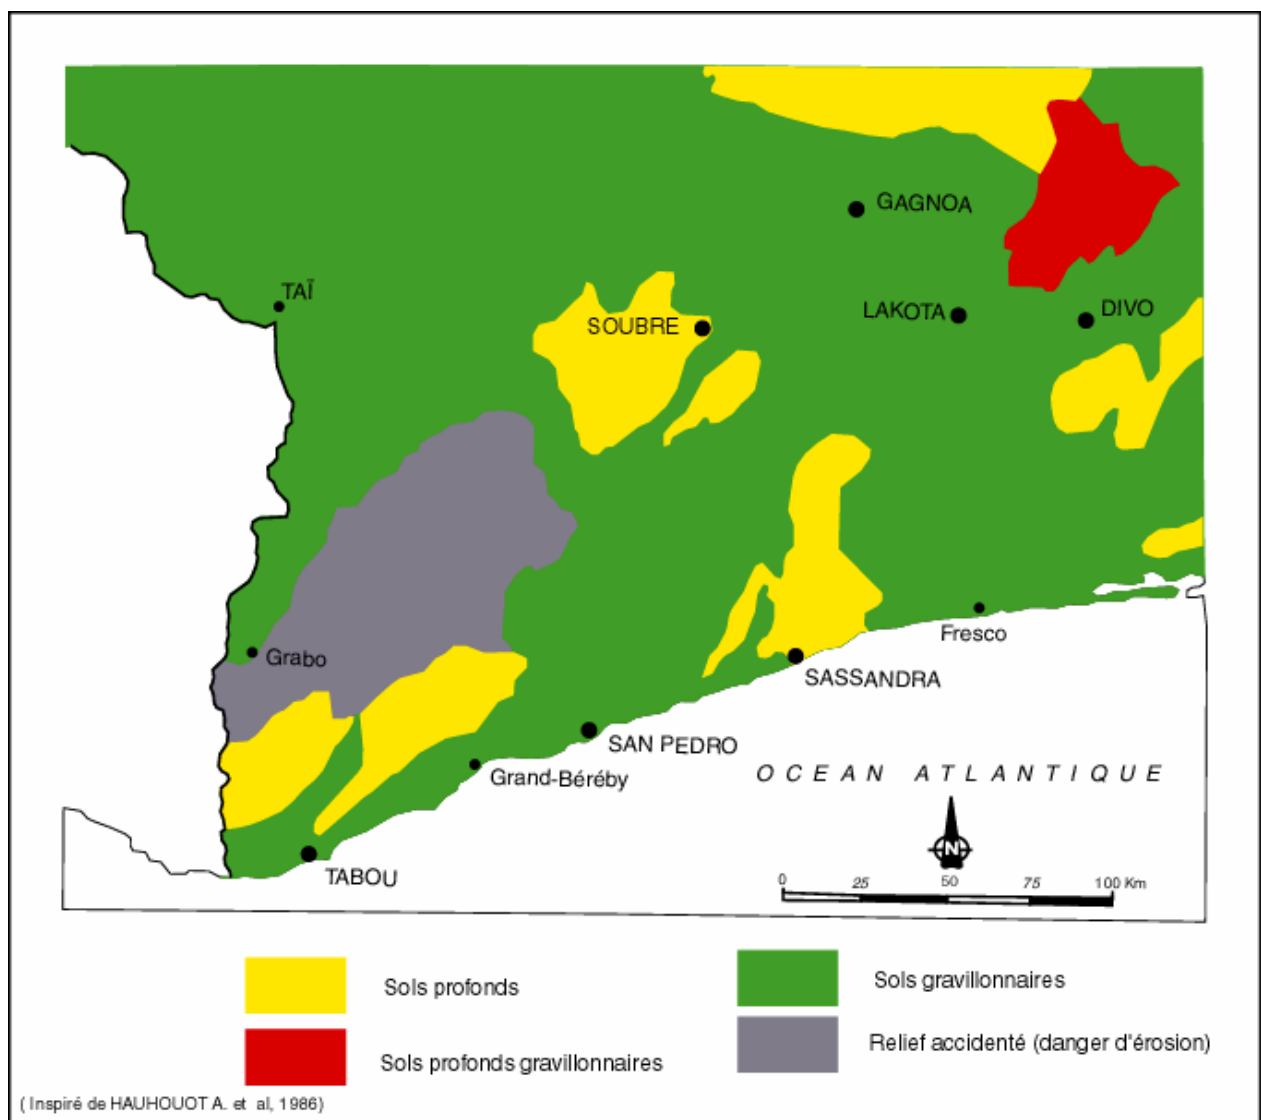 GAGNOA
TAÏ
LAKOTA
DIVO
SOUBRE
Fresco
Grabo
SASSANDRA
SAN PEDRO
Grand-Béréby
OCEAN ATLANTIQUE
N
TABOU
0 25 50 75 100 Km
Sols profonds
Sols gravillonnaires
Sols profonds gravillonnaires
Relief accidenté (danger d'érosion)
( Inspiré de HAUHOUOT A. et al, 1986)